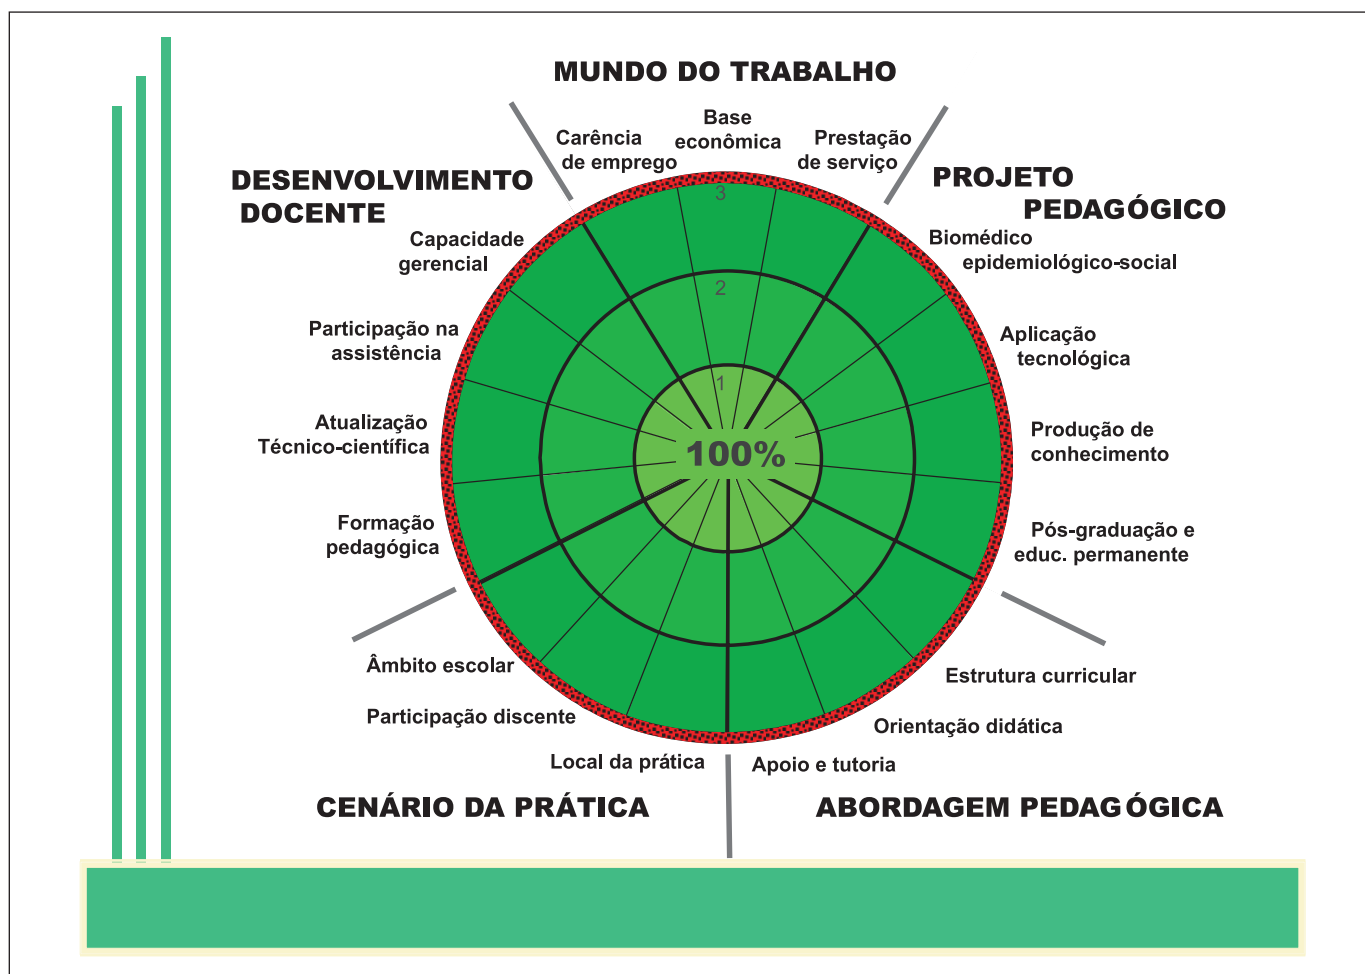 MUNDO DO TRABALHO
Carência
de emprego
Base
econômica
Prestação
de serviço
PROJETO
PEDAGÓGICO
Biomédico
epidemiológico-social
Aplicação
tecnológica
Produção de
conhecimento
Pós-graduação e
educ. permanente
Estrutura curricular
Orientação didática
Apoio e tutoria
ABORDAGEM PEDAGÓGICA
DESENVOLVIMENTO
DOCENTE
Capacidade
gerencial
Participação na
assistência
Atualização
Técnico-científica
Formação
pedagógica
Âmbito escolar
Participação discente
Local da prática
CENÁRIO DA PRÁTICA
3
2
1
100%